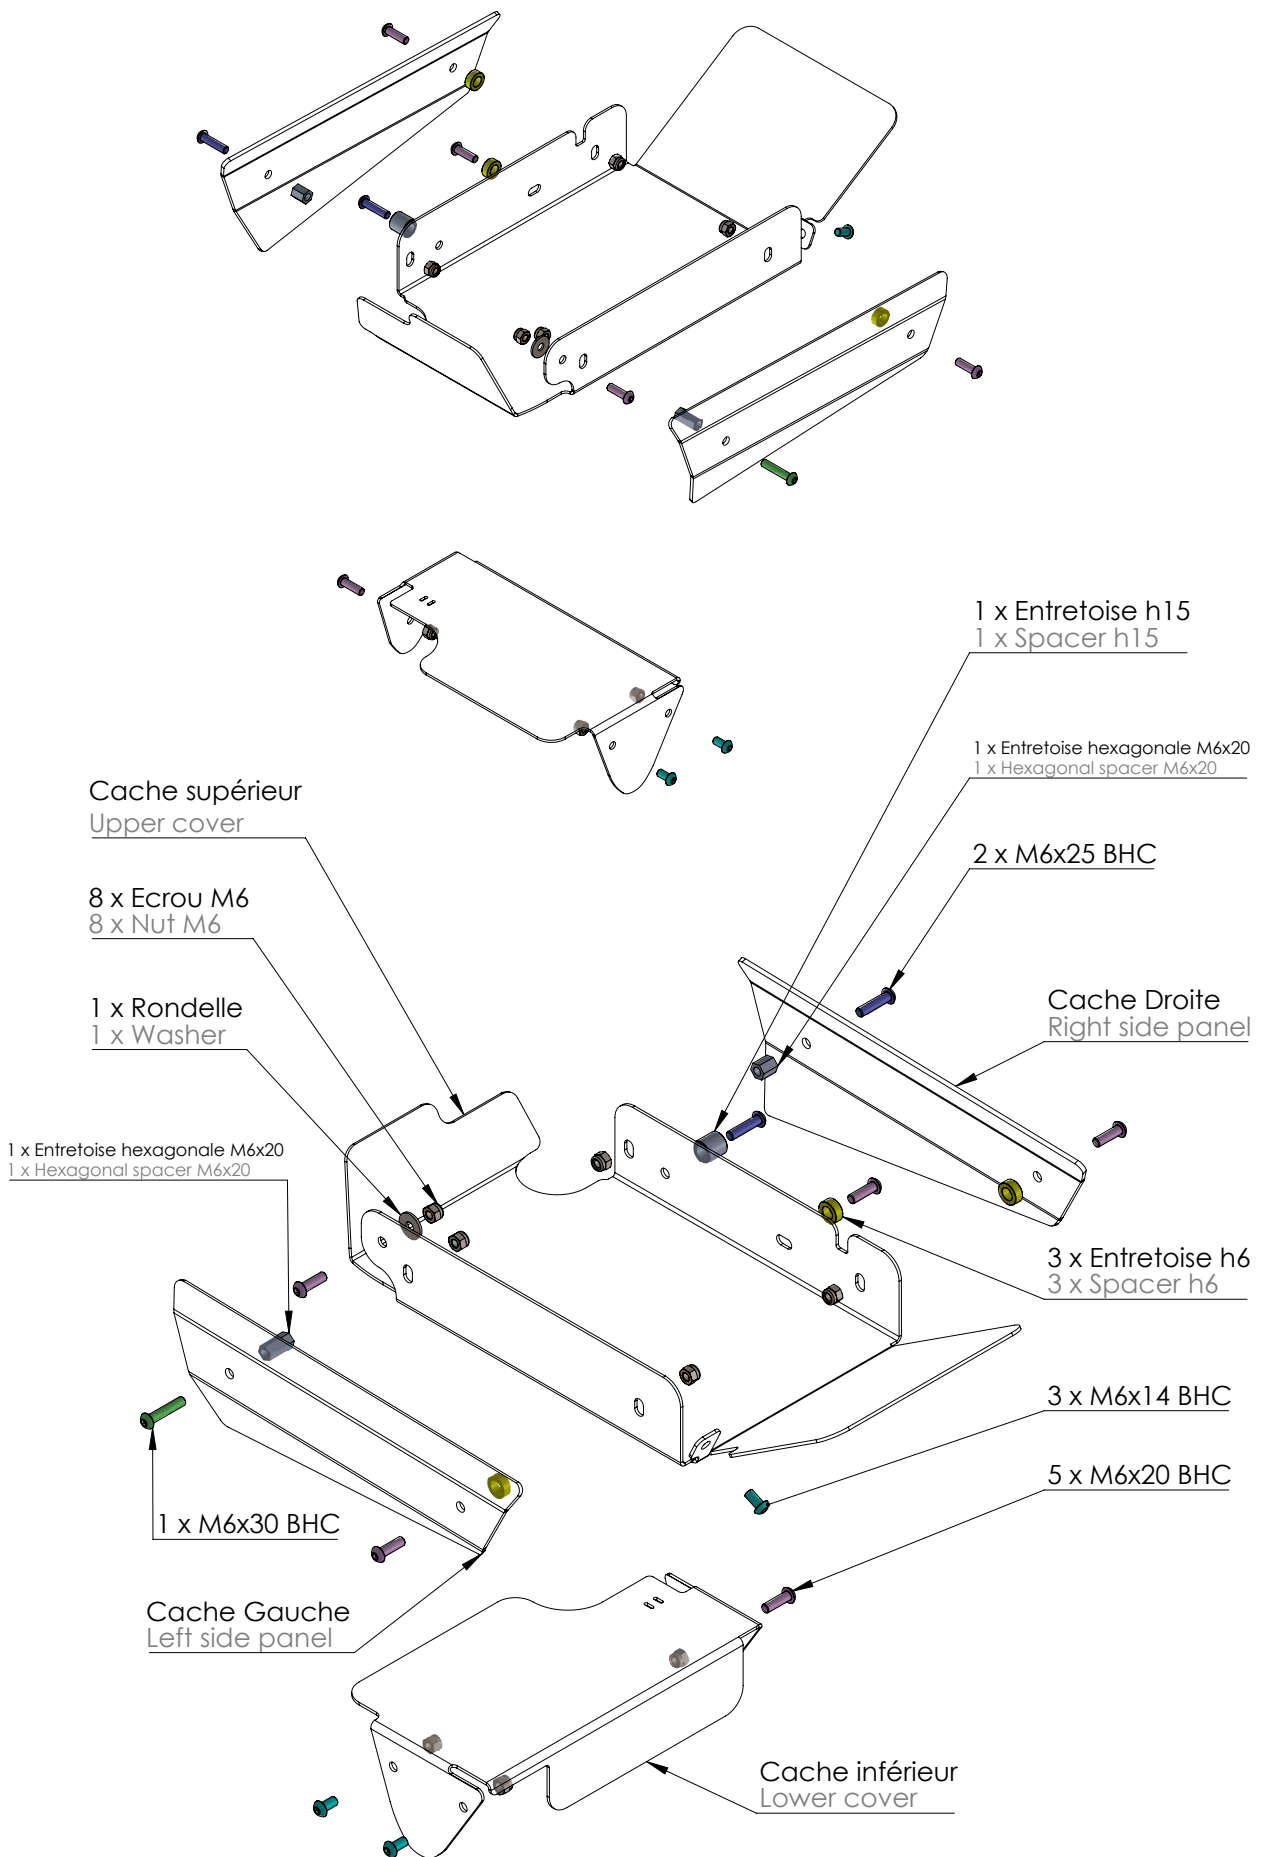 1 x Entretoise h15
1 x Spacer h15
1 x Entretoise hexagonale M6x20
1 x Hexagonal spacer M6x20
Cache supérieur
Upper cover
2 x M6x25 BHC
8 x Ecrou M6
8 x Nut M6
1 x Rondelle
1 x Washer
Cache Droite
Right side panel
1 x Entretoise hexagonale M6x20
1 x Hexagonal spacer M6x20
3 x Entretoise h6
3 x Spacer h6
3 x M6x14 BHC
5 x M6x20 BHC
1 x M6x30 BHC
Cache Gauche
Left side panel
Cache inférieur
Lower cover